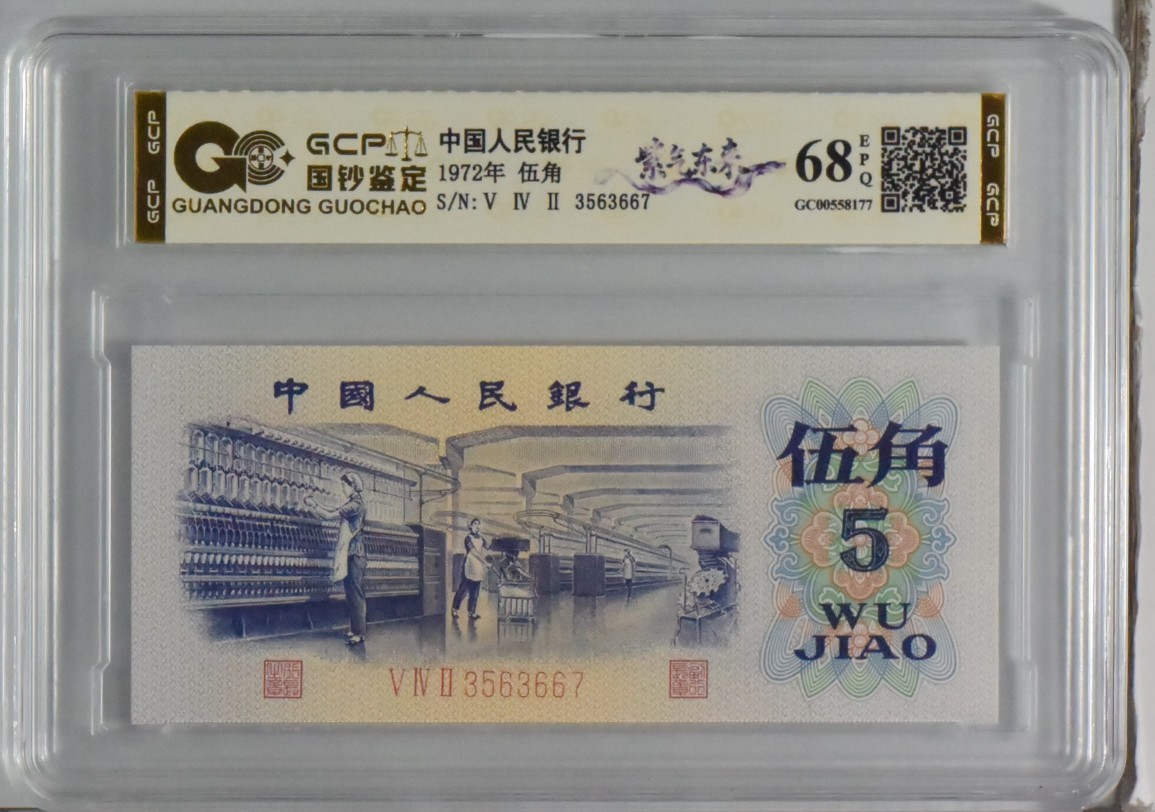 GCP
GCP
GCP
国钞鉴定
GUANGDONG GUOCHAO
中国人民银行
1972年 伍角
S/N: V IV II 3563667
紫气东来
68
EPQ
GC00558177
GCP
GCP
中國人民銀行
伍角
5
WU
JIAO
V IV II 3563667